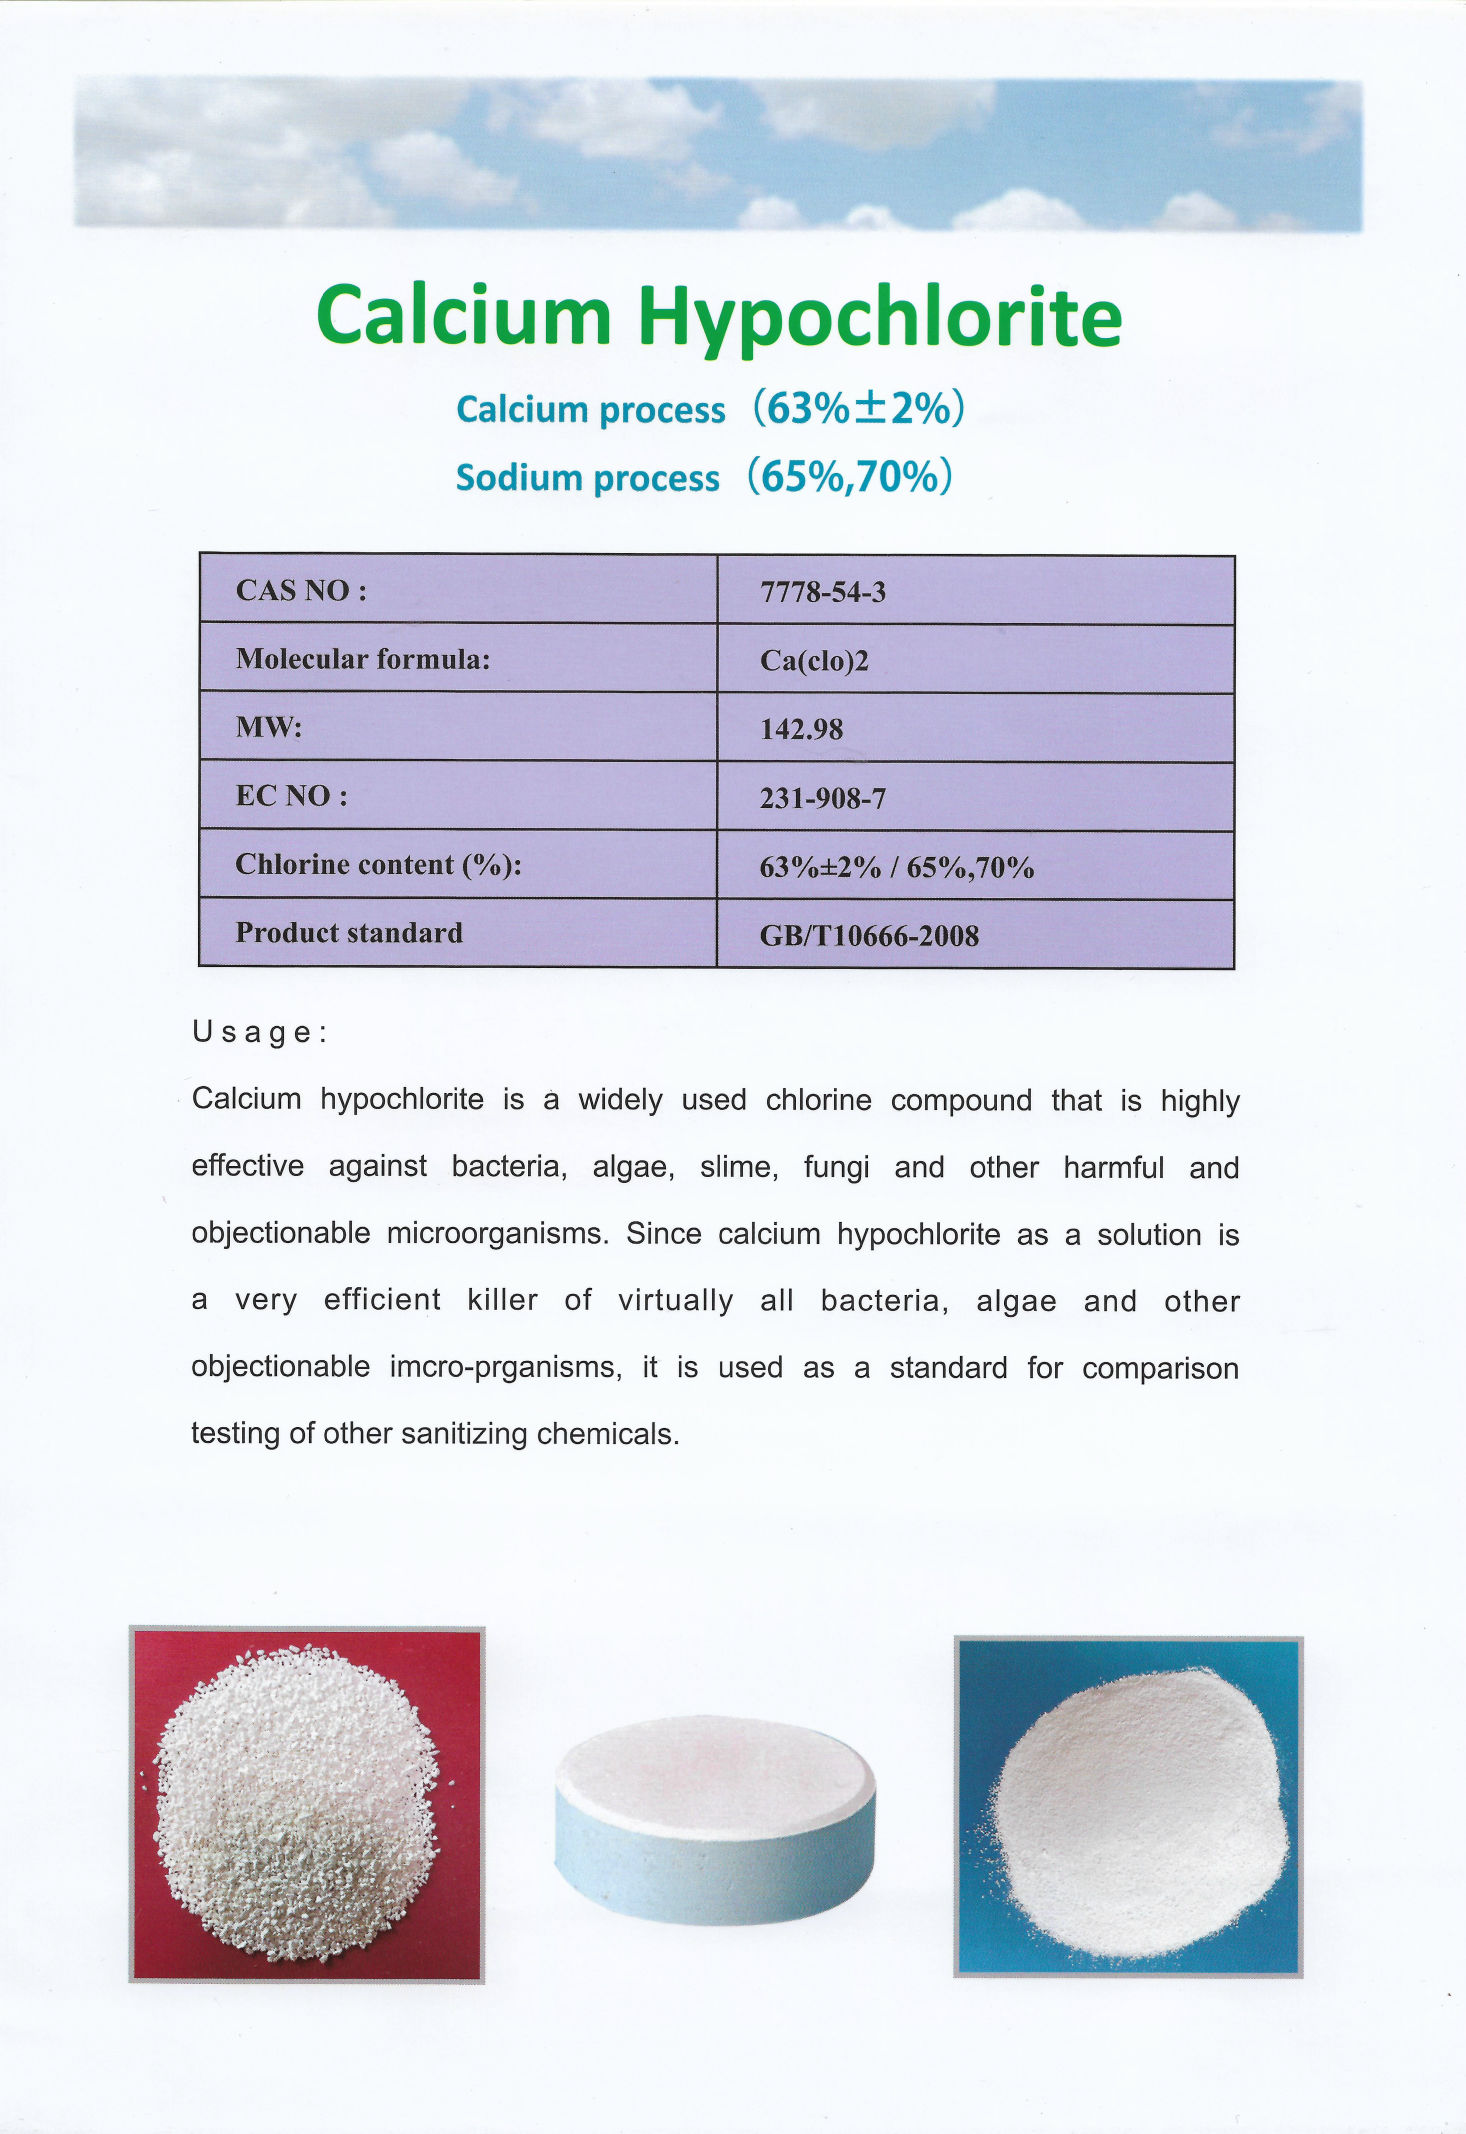 Calcium Hypochlorite
Calcium process（63%±2%）
Sodium process（65%,70%）
CAS NO : 7778-54-3
Molecular formula: Ca(clo)2
MW: 142.98
EC NO : 231-908-7
Chlorine content (%): 63%±2% / 65%,70%
Product standard GB/T10666-2008
Usage:
Calcium hypochlorite is a widely used chlorine compound that is highly
effective against bacteria, algae, slime, fungi and other harmful and
objectionable microorganisms. Since calcium hypochlorite as a solution is
a very efficient killer of virtually all bacteria, algae and other
objectionable imcro-prganisms, it is used as a standard for comparison
testing of other sanitizing chemicals.